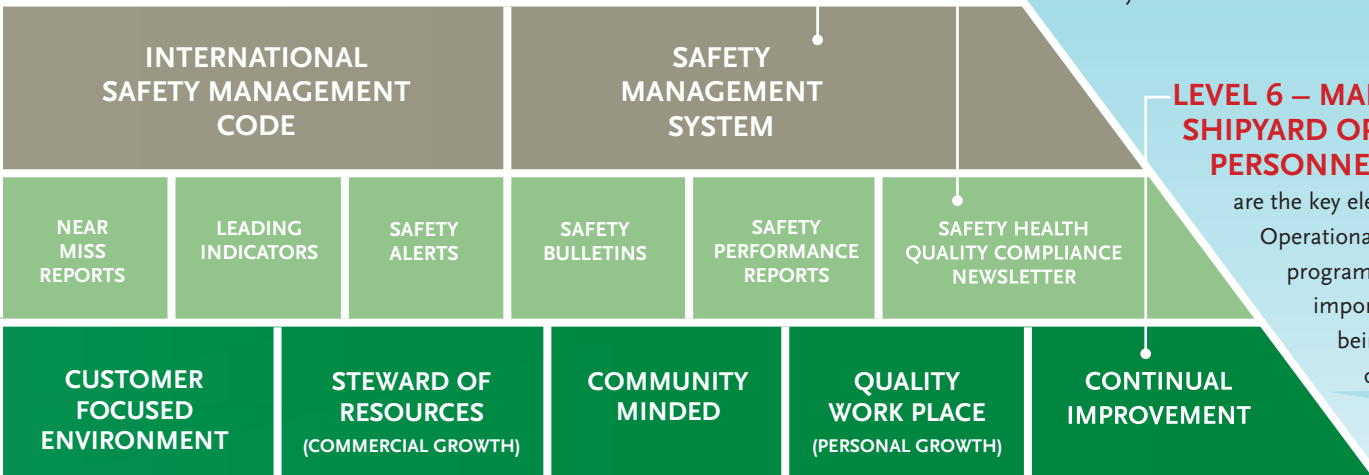 INTERNATIONAL
SAFETY MANAGEMENT
CODE
SAFETY
MANAGEMENT
SYSTEM
NEAR
MISS
REPORTS
LEADING
INDICATORS
SAFETY
ALERTS
SAFETY
BULLETINS
SAFETY
PERFORMANCE
REPORTS
SAFETY HEALTH
QUALITY COMPLIANCE
NEWSLETTER
CUSTOMER
FOCUSED
ENVIRONMENT
STEWARD OF
RESOURCES
(COMMERCIAL GROWTH)
COMMUNITY
MINDED
QUALITY
WORK PLACE
(PERSONAL GROWTH)
CONTINUAL
IMPROVEMENT
LEVEL 6 –
SHIPYARD
are the key